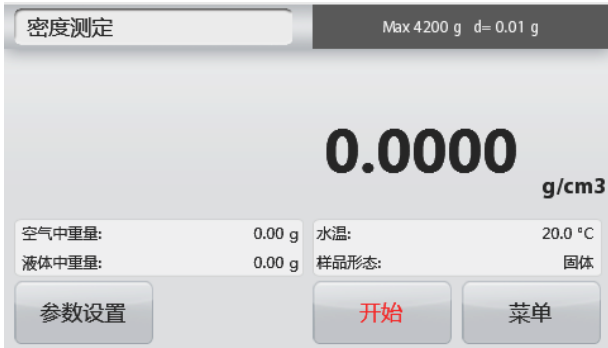 密度测定
Max 4200 g d= 0.01 g
0.0000
g/cm3
空气中重量: 0.00 g 水温: 20.0 °C
液体中重量: 0.00 g 样品形态: 固体
参数设置 开始 菜单